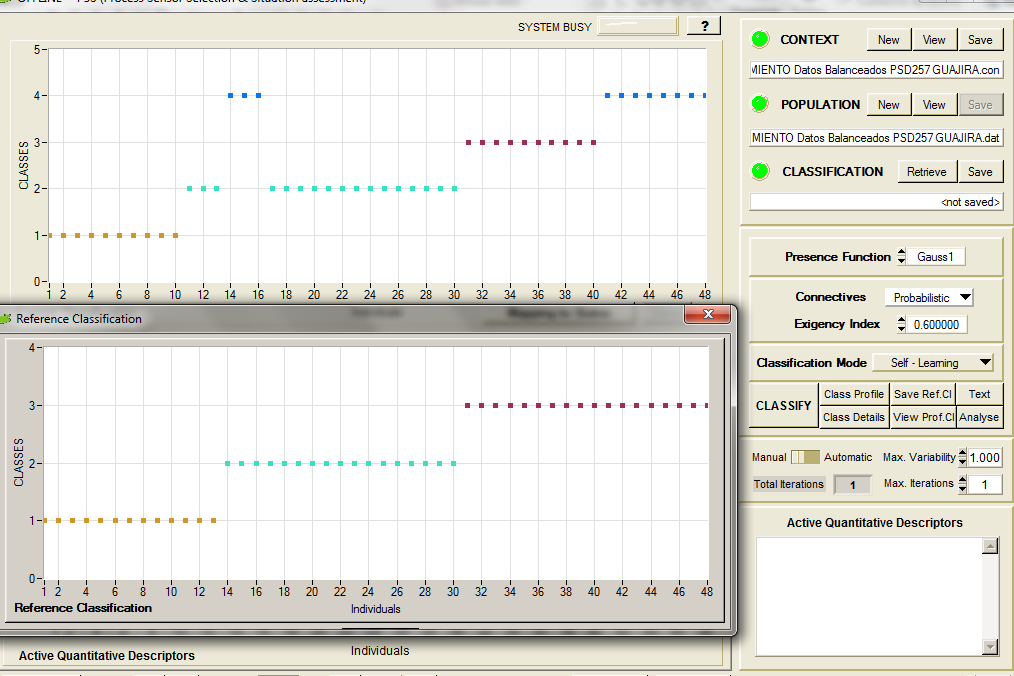 OFFLINE - P3S (Process Sensor Selection & Situation assessment)
SYSTEM BUSY
?
5
4
3
2
1
0
CLASSES
1 2 4 6 8 10 12 14 16 18 20 22 24 26 28 30 32 34 36 38 40 42 44 46 48
Reference Classification
4
3
2
1
0
CLASSES
1 2 4 6 8 10 12 14 16 18 20 22 24 26 28 30 32 34 36 38 40 42 44 46 48
Reference Classification
Individuals
Individuals
Active Quantitative Descriptors
CONTEXT New View Save
MIENTO Datos Balanceados PSD257 GUAJIRA.con
POPULATION New View Save
MIENTO Datos Balanceados PSD257 GUAJIRA.dat
CLASSIFICATION Retrieve Save
<not saved>
Presence Function Gauss1
Connectives Probabilistic
Exigency Index 0.600000
Classification Mode Self - Learning
CLASSIFY
Class Profile Save Ref.Cl Text
Class Details View Prof.Cl Analyse
Manual Automatic Max. Variability 1.000
Total Iterations 1 Max. Iterations 1
Active Quantitative Descriptors